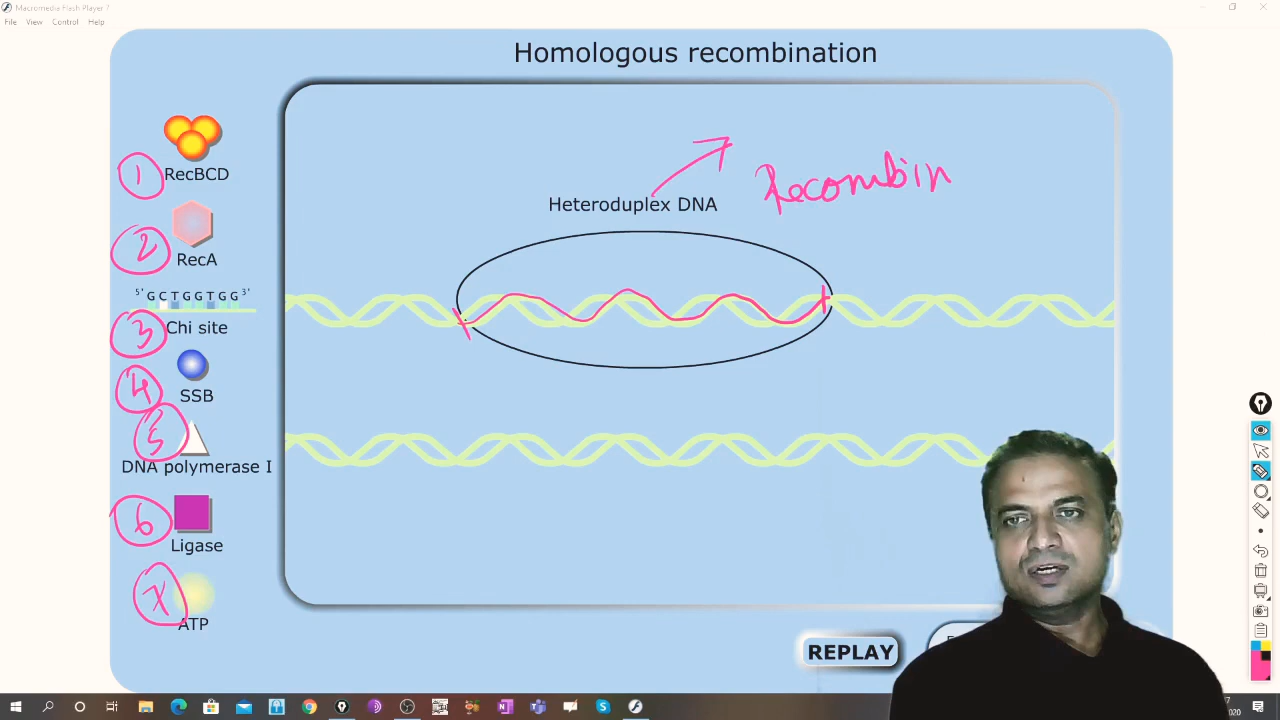 Macromedia Flash Player 7
File View Control Help
Homologous recombination
1
RecBCD
2
RecA
5' GCTGGTGG 3'
3
Chi site
4
SSB
5
DNA polymerase I
6
Ligase
7
ATP
Recombin
Heteroduplex DNA
REPLAY